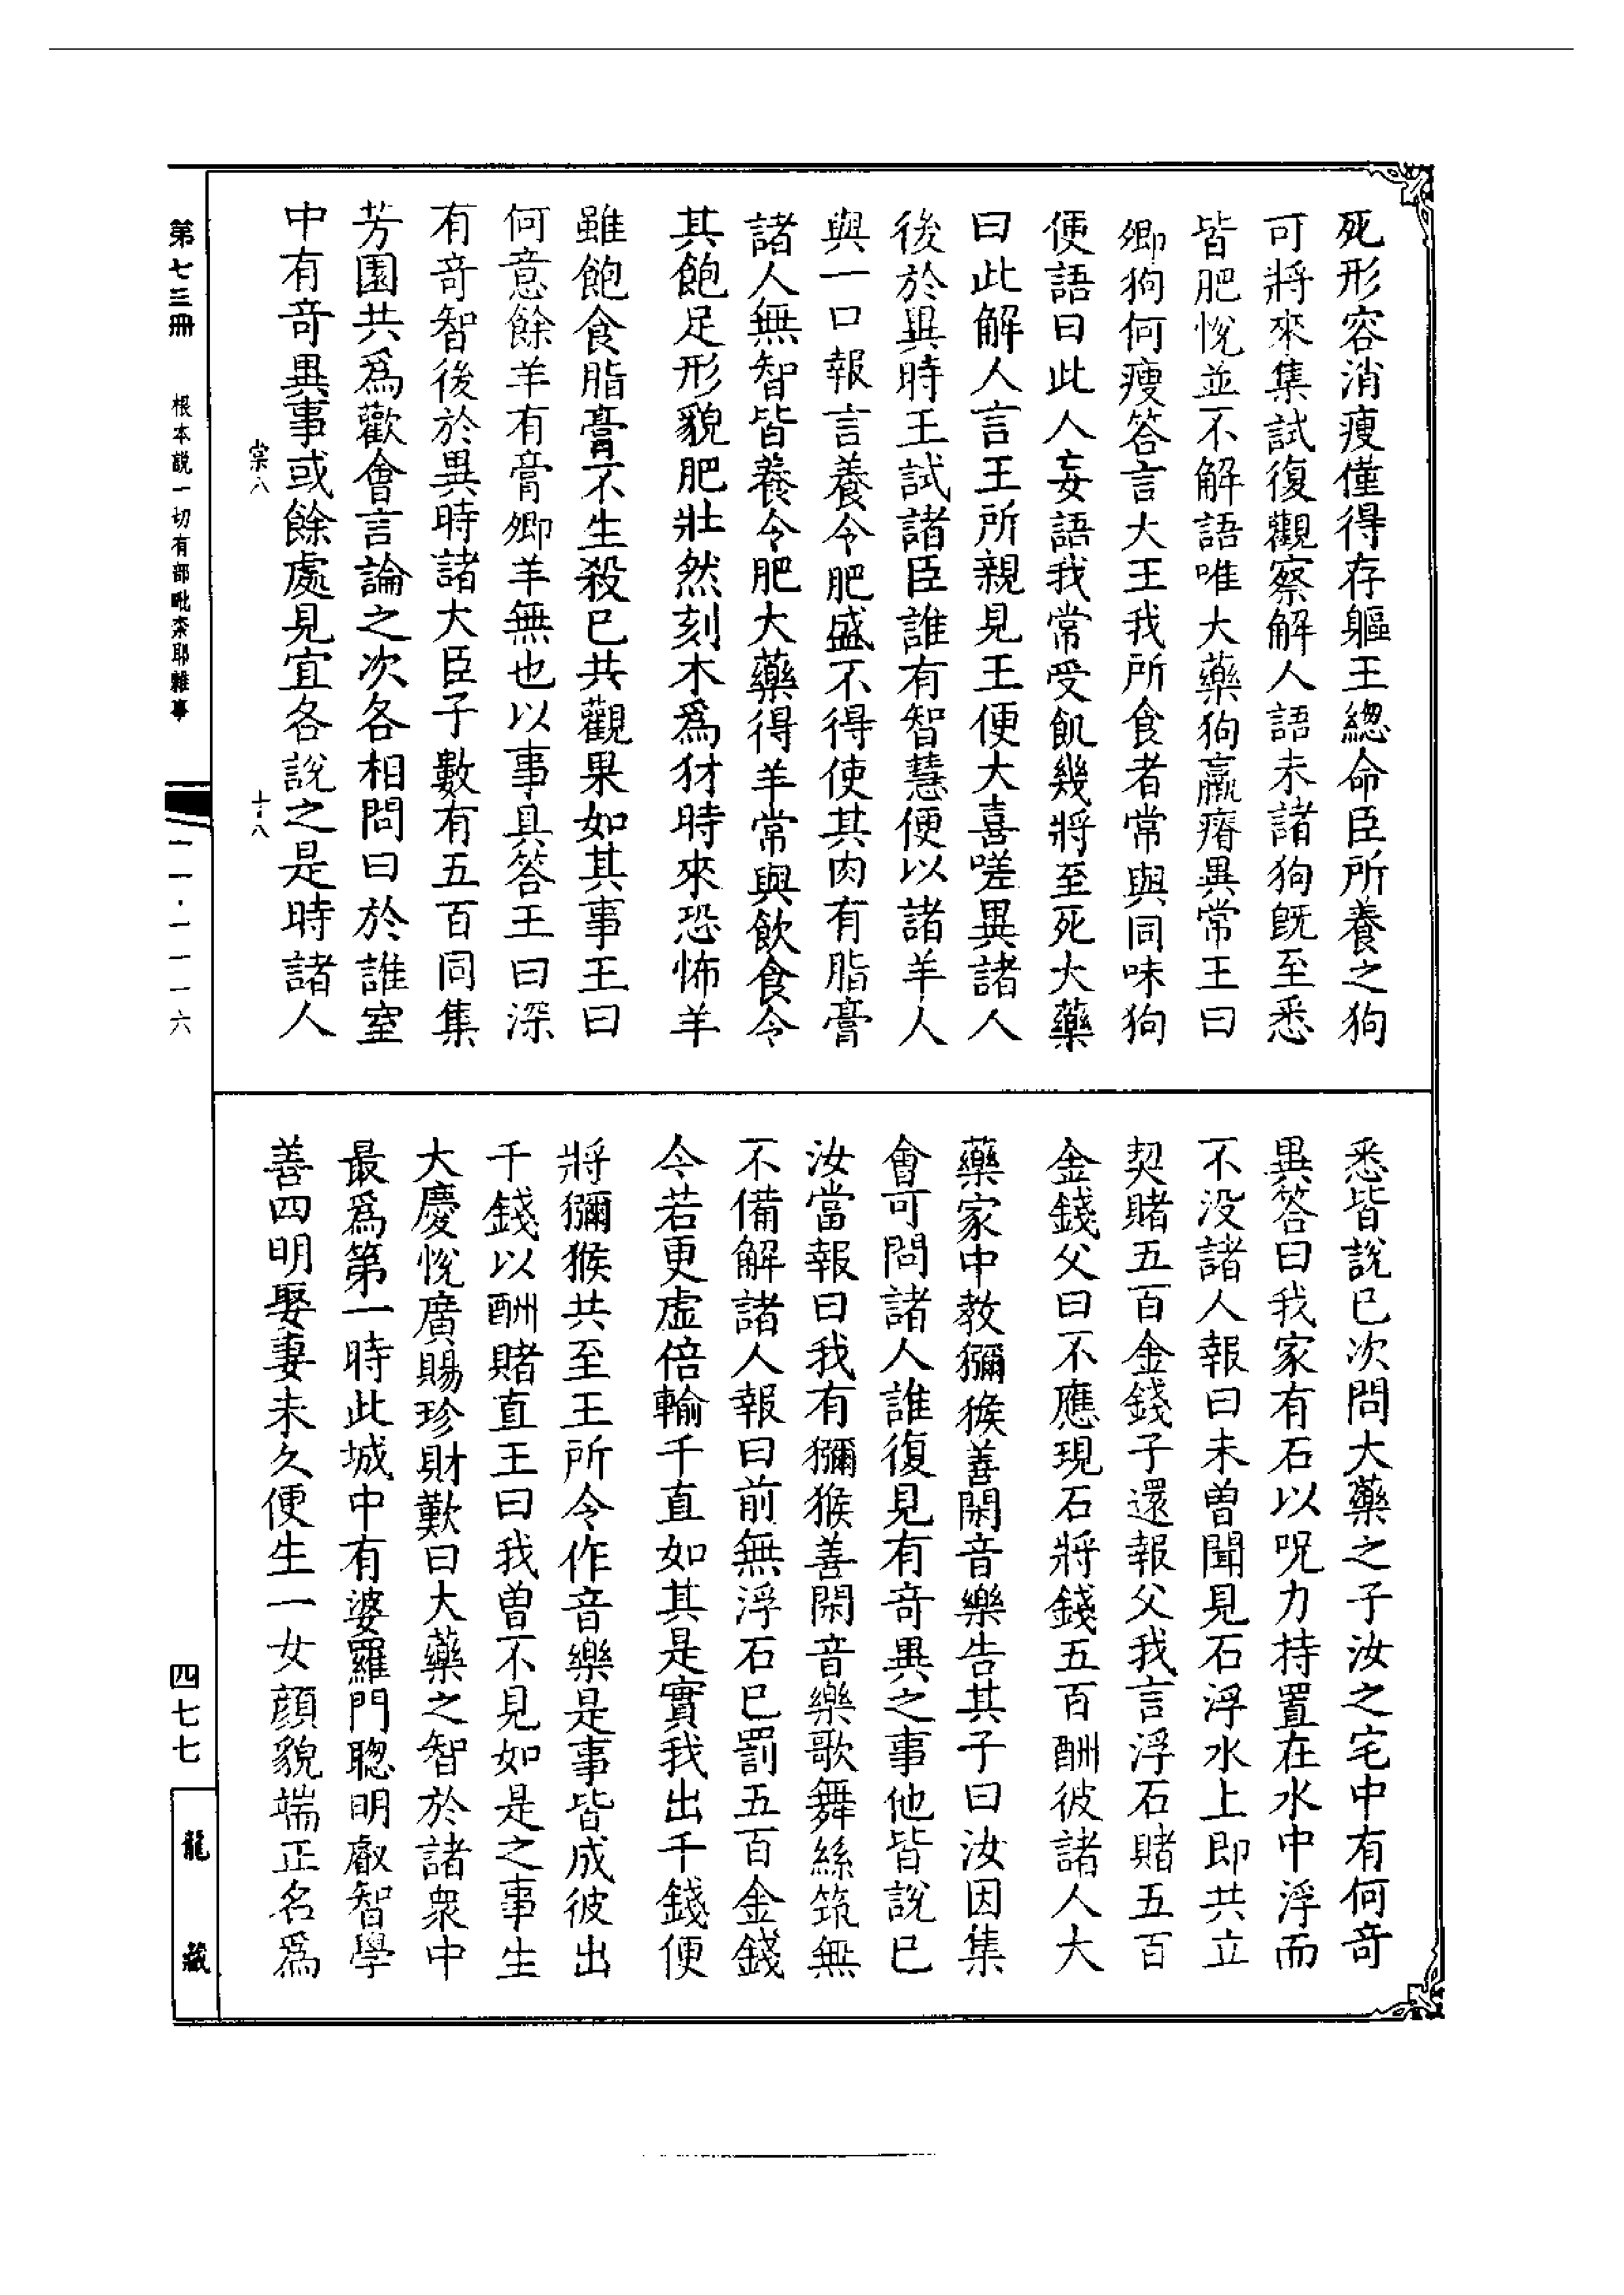 死形容消瘦僅得存軀王總命臣所養之狗
可將來集試復觀察解人語未諸狗既至悉
皆肥悅並不解語唯大藥狗羸瘠異常王曰
卿狗何瘦答言大王我所食者常與同味狗
便語曰此人妄語我常受飢幾將至死大藥
曰此解人言王所親見王便大喜嗟異諸人
後於異時王試諸臣誰有智慧便以諸羊人
與一口報言養令肥盛不得使其肉有脂膏
諸人無智皆養令肥大藥得羊常與飲食令
其飽足形貌肥壯然刻木為犲時來恐怖羊
雖飽食脂膏不生殺已共觀果如其事王曰
何意餘羊有膏卿羊無也以事具答王曰深
有奇智後於異時諸大臣子數有五百同集
芳園共為歡會言論之次各相問曰於誰室
中有奇異事或餘處見宜各說之是時諸人
棠八
十八
悉皆說已次問大藥之子汝之宅中有何奇
異答曰我家有石以呪力持置在水中浮而
不没諸人報曰未曾聞見石浮水上即共立
契賭五百金錢子還報父我言浮石賭五百
金錢父曰不應現石將錢五百酬彼諸人大
藥家中教獼猴善閑音樂告其子曰汝因集
會可問諸人誰復見有奇異之事他皆說已
汝當報曰我有獼猴善閑音樂歌舞絲筑無
不備解諸人報曰前無浮石已罰五百金錢
今若更虛倍輸千直如其是實我出千錢便
將獼猴共至王所令作音樂是事皆成彼出
千錢以酬賭直王曰我曾不見如是之事生
大慶悅廣賜珍財歎曰大藥之智於諸衆中
最為第一時此城中有婆羅門聰明叡智學
善四明娶妻未久便生一女顔貌端正名為
第七三冊
根本說一切有部毗柰耶雜事
一一·一一一六
四七七
龍藏